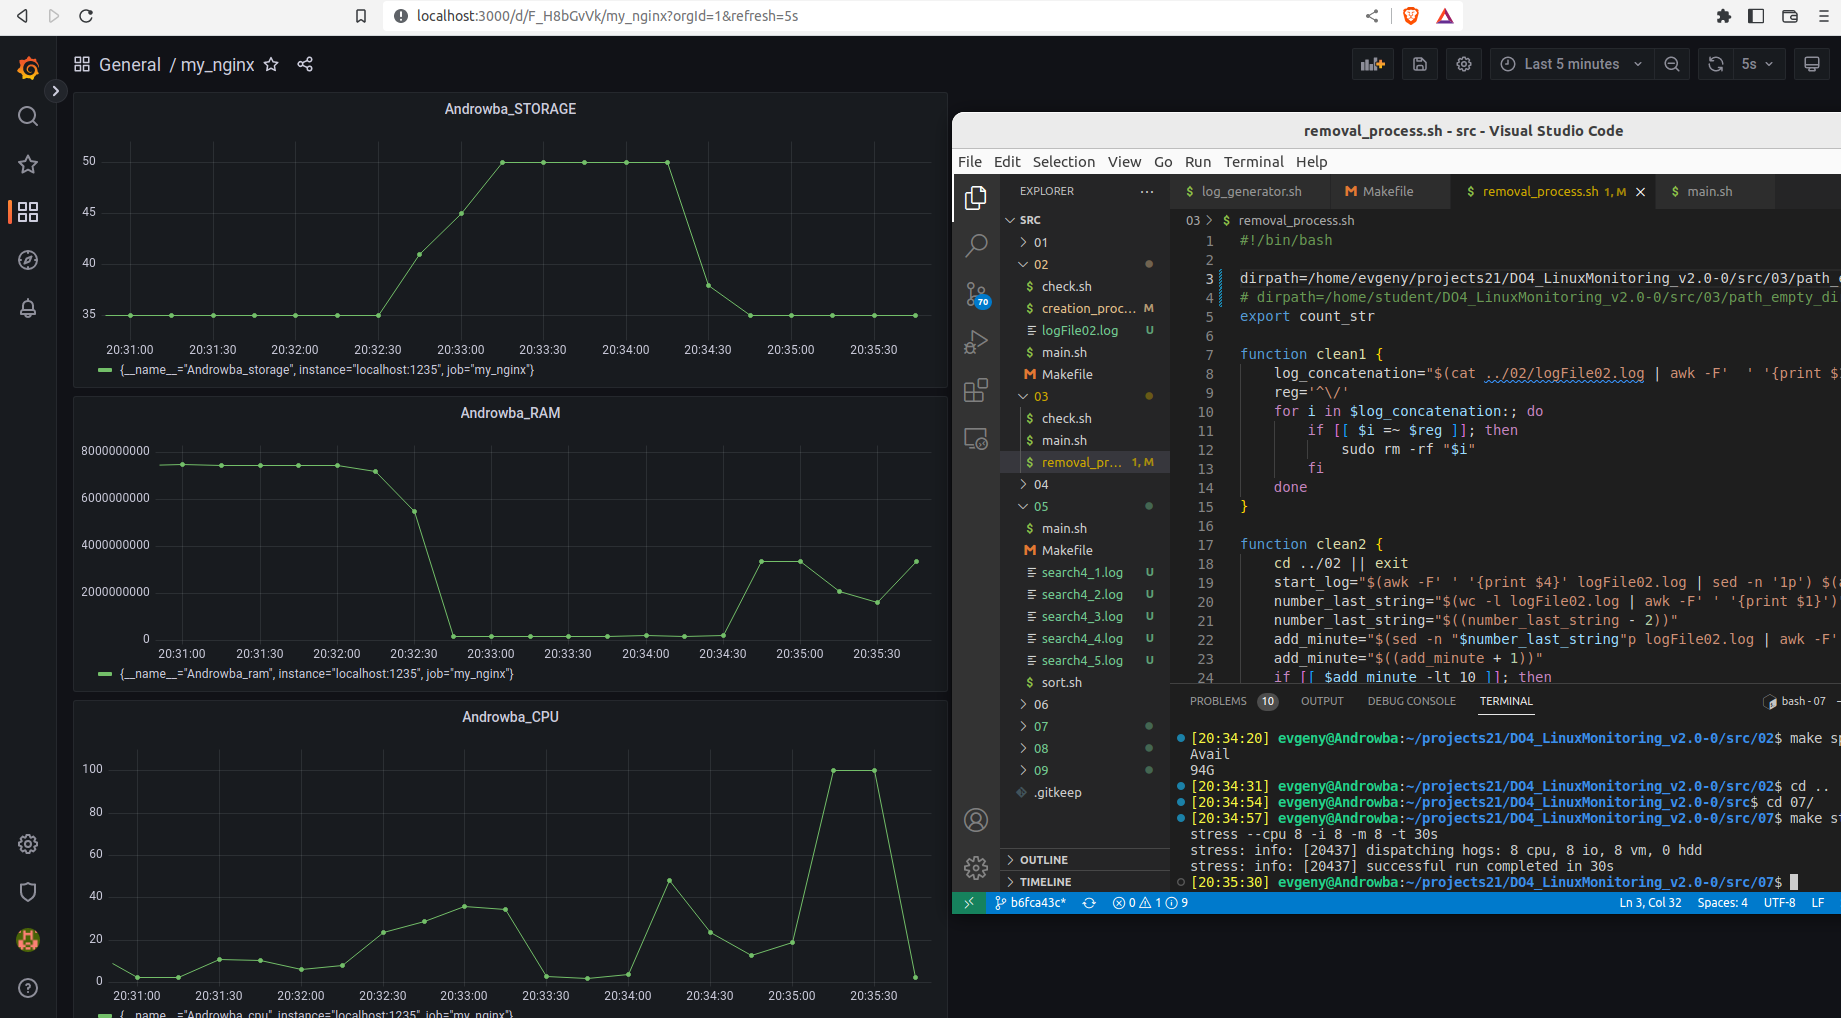 localhost:3000/d/F_H8bGvVk/my_nginx?orgId=1&refresh=5s
General / my_nginx
Last 5 minutes
5s
Androwba_STORAGE
50
45
40
35
20:31:00 20:31:30 20:32:00 20:32:30 20:33:00 20:33:30 20:34:00 20:34:30 20:35:00 20:35:30
{__name__="Androwba_storage", instance="localhost:1235", job="my_nginx"}
Androwba_RAM
8000000000
6000000000
4000000000
2000000000
0
20:31:00 20:31:30 20:32:00 20:32:30 20:33:00 20:33:30 20:34:00 20:34:30 20:35:00 20:35:30
{__name__="Androwba_ram", instance="localhost:1235", job="my_nginx"}
Androwba_CPU
100
80
60
40
20
0
20:31:00 20:31:30 20:32:00 20:32:30 20:33:00 20:33:30 20:34:00 20:34:30 20:35:00 20:35:30
{__name__="Androwba_cpu", instance="localhost:1235", job="my_nginx"}
removal_process.sh - src - Visual Studio Code
File Edit Selection View Go Run Terminal Help
EXPLORER ...
SRC
01
02
$ check.sh
$ creation_proc... M
logFile02.log U
$ main.sh
M Makefile
03
$ check.sh
$ main.sh
$ removal_pr... 1, M
04
05
$ main.sh
M Makefile
search4_1.log U
search4_2.log U
search4_3.log U
search4_4.log U
search4_5.log U
$ sort.sh
06
07
08
09
.gitkeep
OUTLINE
TIMELINE
70
$ log_generator.sh M Makefile $ removal_process.sh 1, M $ main.sh
03 > $ removal_process.sh
1 #!/bin/bash
2
3 dirpath=/home/evgeny/projects21/DO4_LinuxMonitoring_v2.0-0/src/03/path_
4 # dirpath=/home/student/DO4_LinuxMonitoring_v2.0-0/src/03/path_empty_di
5 export count_str
6
7 function clean1 {
8 log_concatenation="$(cat ../02/logFile02.log | awk -F'  ' '{print $
9 reg='^\/'
10 for i in $log_concatenation:; do
11 if [[ $i =~ $reg ]]; then
12 sudo rm -rf "$i"
13 fi
14 done
15 }
16
17 function clean2 {
18 cd ../02 || exit
19 start_log="$(awk -F' ' '{print $4}' logFile02.log | sed -n '1p') $(
20 number_last_string="$(wc -l logFile02.log | awk -F' ' '{print $1}')
21 number_last_string="$((number_last_string - 2))"
22 add_minute="$(sed -n "$number_last_string"p logFile02.log | awk -F'
23 add_minute="$((add_minute + 1))"
24 if [[ $add_minute -lt 10 ]]; then
PROBLEMS 10 OUTPUT DEBUG CONSOLE TERMINAL bash - 07
[20:34:20] evgeny@Androwba:~/projects21/DO4_LinuxMonitoring_v2.0-0/src/02$ make sp
Avail
94G
[20:34:31] evgeny@Androwba:~/projects21/DO4_LinuxMonitoring_v2.0-0/src/02$ cd ..
[20:34:54] evgeny@Androwba:~/projects21/DO4_LinuxMonitoring_v2.0-0/src$ cd 07/
[20:34:57] evgeny@Androwba:~/projects21/DO4_LinuxMonitoring_v2.0-0/src/07$ make st
stress --cpu 8 -i 8 -m 8 -t 30s
stress: info: [20437] dispatching hogs: 8 cpu, 8 io, 8 vm, 0 hdd
stress: info: [20437] successful run completed in 30s
[20:35:30] evgeny@Androwba:~/projects21/DO4_LinuxMonitoring_v2.0-0/src/07$
b6fca43c* 0 1 9 Ln 3, Col 32 Spaces: 4 UTF-8 LF